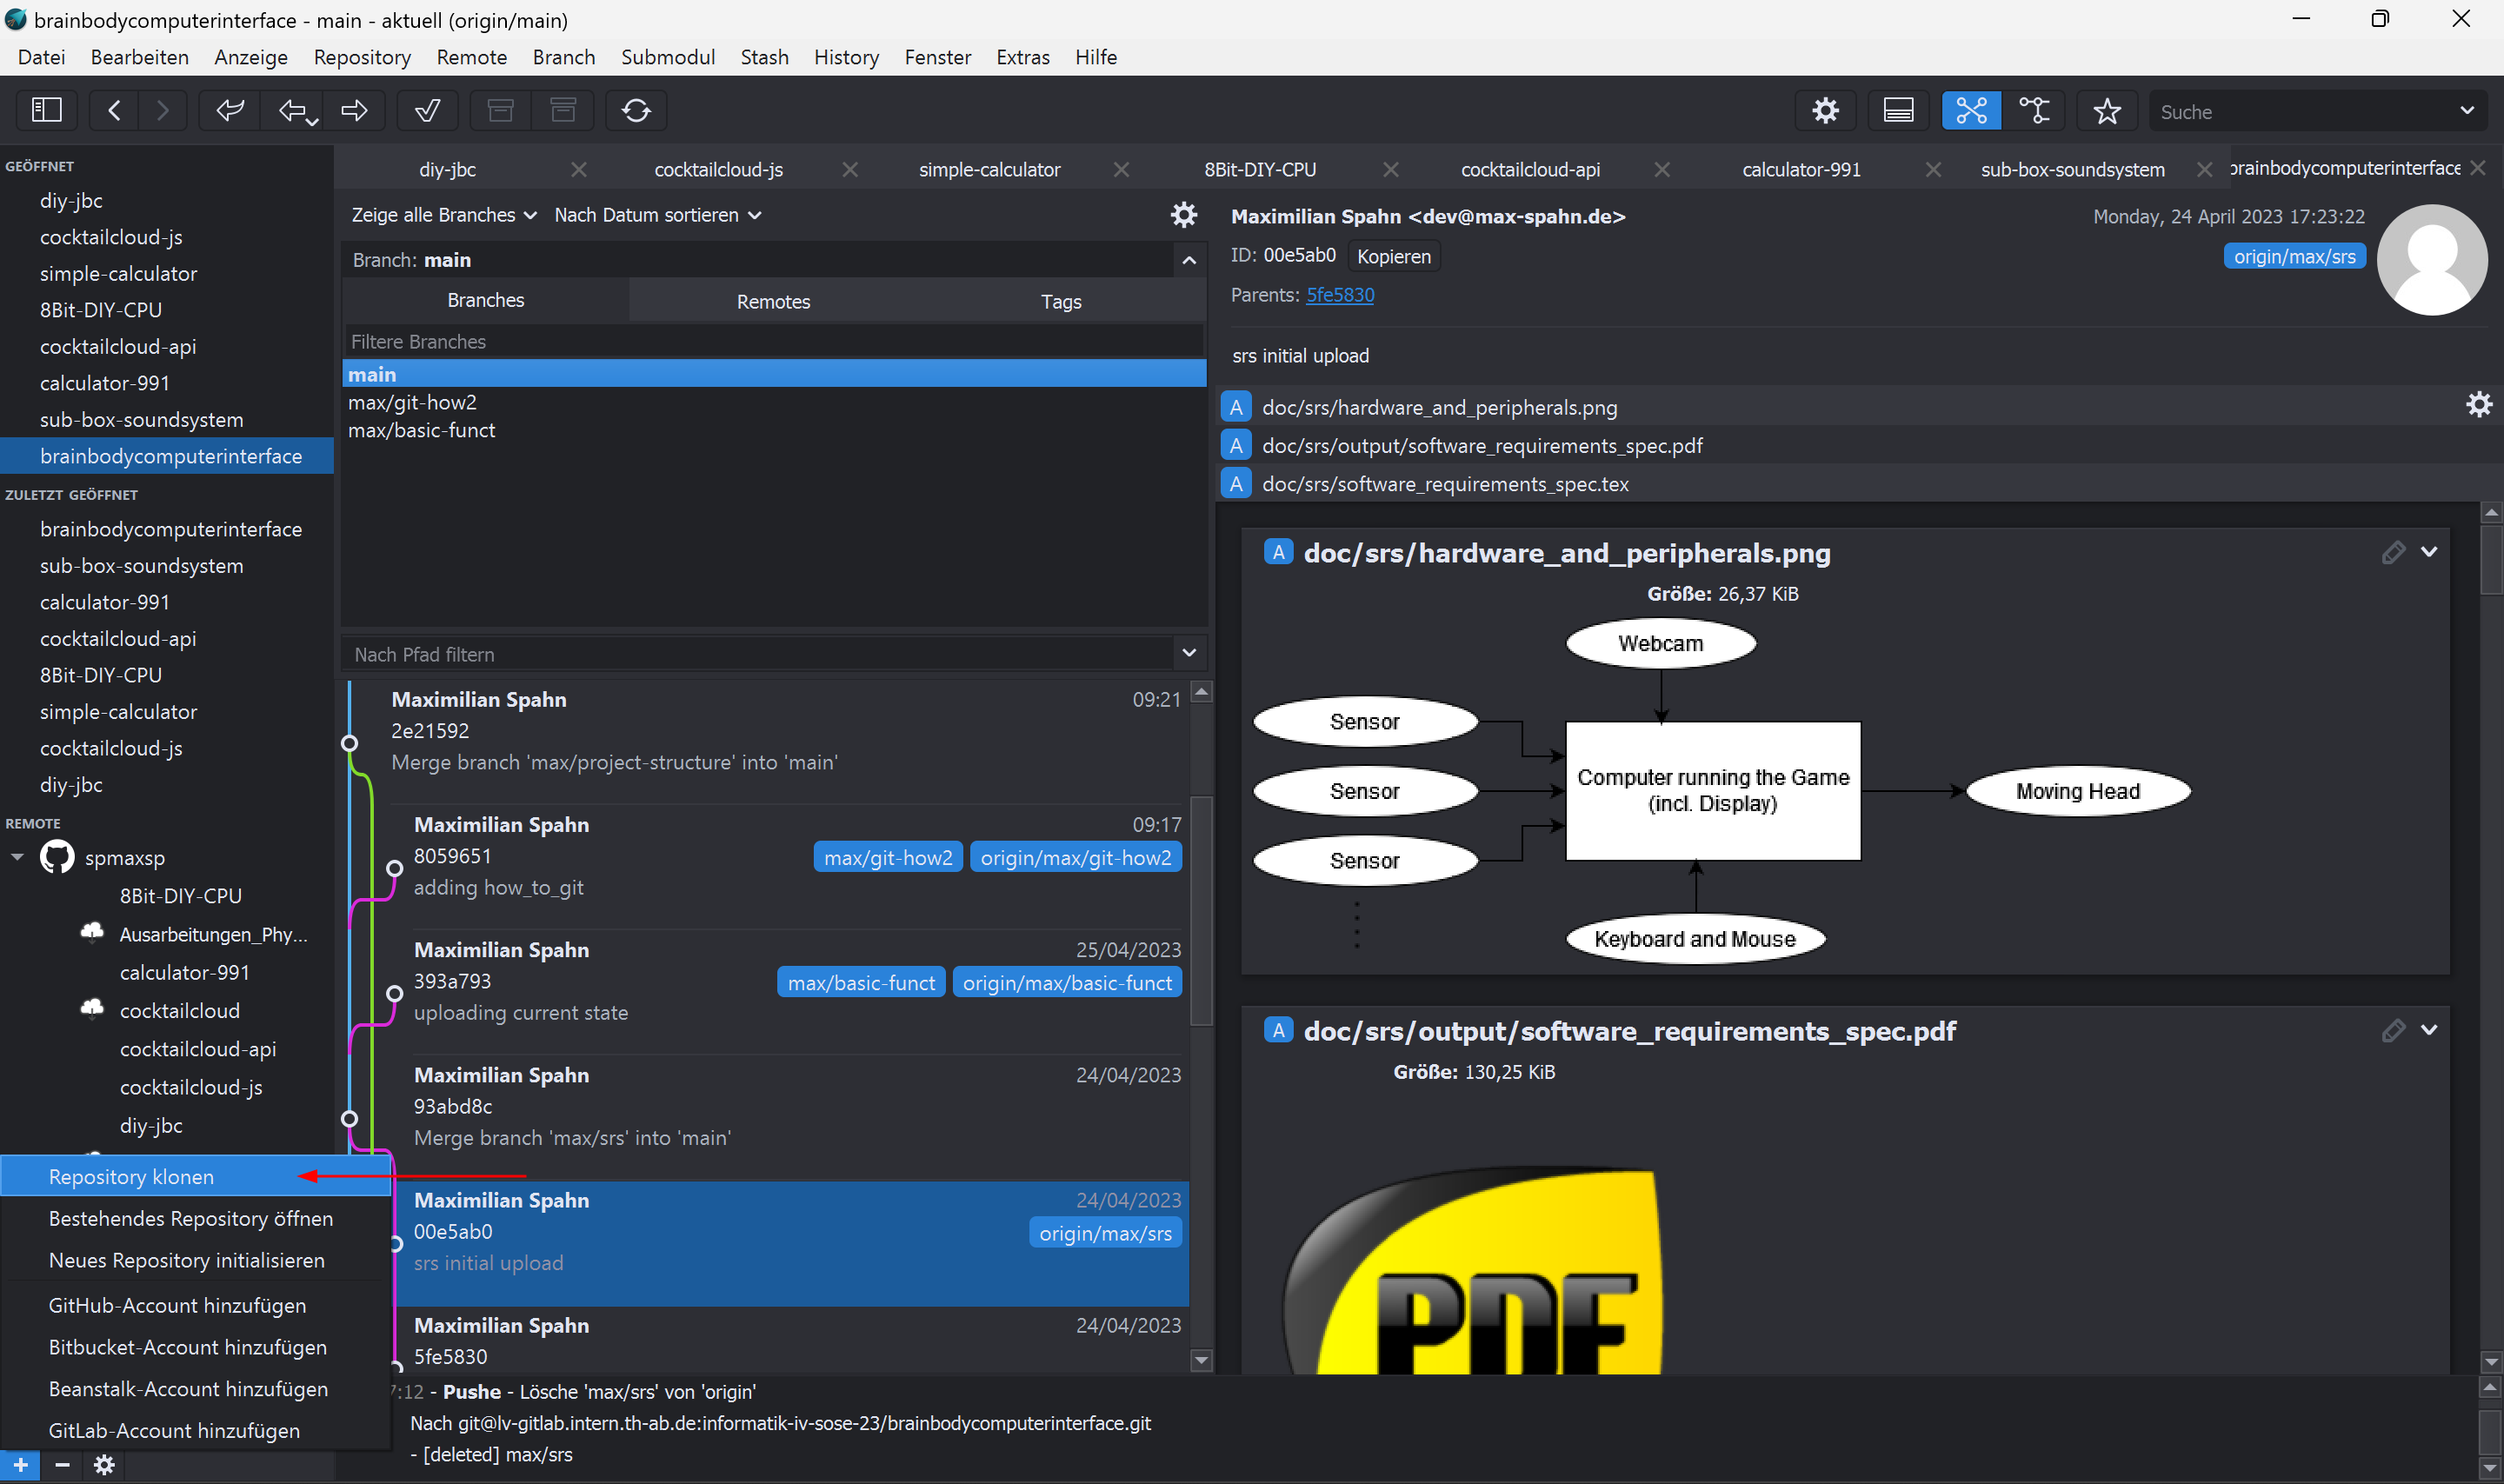 brainbodycomputerinterface - main - aktuell (origin/main)
Datei Bearbeiten Anzeige Repository Remote Branch Submodul Stash History Fenster Extras Hilfe
Suche
GEÖFFNET
diy-jbc
cocktailcloud-js
simple-calculator
8Bit-DIY-CPU
cocktailcloud-api
calculator-991
sub-box-soundsystem
brainbodycomputerinterface
ZULETZT GEÖFFNET
brainbodycomputerinterface
sub-box-soundsystem
calculator-991
cocktailcloud-api
8Bit-DIY-CPU
simple-calculator
cocktailcloud-js
diy-jbc
REMOTE
spmaxsp
8Bit-DIY-CPU
Ausarbeitungen_Phy...
calculator-991
cocktailcloud
cocktailcloud-api
cocktailcloud-js
diy-jbc
Repository klonen
Bestehendes Repository öffnen
Neues Repository initialisieren
GitHub-Account hinzufügen
Bitbucket-Account hinzufügen
Beanstalk-Account hinzufügen
GitLab-Account hinzufügen
diy-jbc cocktailcloud-js simple-calculator 8Bit-DIY-CPU cocktailcloud-api calculator-991 sub-box-soundsystem brainbodycomputerinterface
Zeige alle Branches Nach Datum sortieren
Branch: main
Branches Remotes Tags
Filtere Branches
main
max/git-how2
max/basic-funct
Nach Pfad filtern
Maximilian Spahn 09:21
2e21592
Merge branch 'max/project-structure' into 'main'
Maximilian Spahn 09:17
8059651 max/git-how2 origin/max/git-how2
adding how_to_git
Maximilian Spahn 25/04/2023
393a793 max/basic-funct origin/max/basic-funct
uploading current state
Maximilian Spahn 24/04/2023
93abd8c
Merge branch 'max/srs' into 'main'
Maximilian Spahn 24/04/2023
00e5ab0 origin/max/srs
srs initial upload
Maximilian Spahn 24/04/2023
5fe5830
Maximilian Spahn <dev@max-spahn.de> Monday, 24 April 2023 17:23:22
ID: 00e5ab0 Kopieren origin/max/srs
Parents: 5fe5830
srs initial upload
A doc/srs/hardware_and_peripherals.png
A doc/srs/output/software_requirements_spec.pdf
A doc/srs/software_requirements_spec.tex
A doc/srs/hardware_and_peripherals.png
Größe: 26,37 KiB
Webcam
Sensor
Sensor
Sensor
Computer running the Game
(incl. Display)
Moving Head
Keyboard and Mouse
A doc/srs/output/software_requirements_spec.pdf
Größe: 130,25 KiB
PDF
7:12 - Pushe - Lösche 'max/srs' von 'origin'
Nach git@lv-gitlab.intern.th-ab.de:informatik-iv-sose-23/brainbodycomputerinterface.git
- [deleted] max/srs